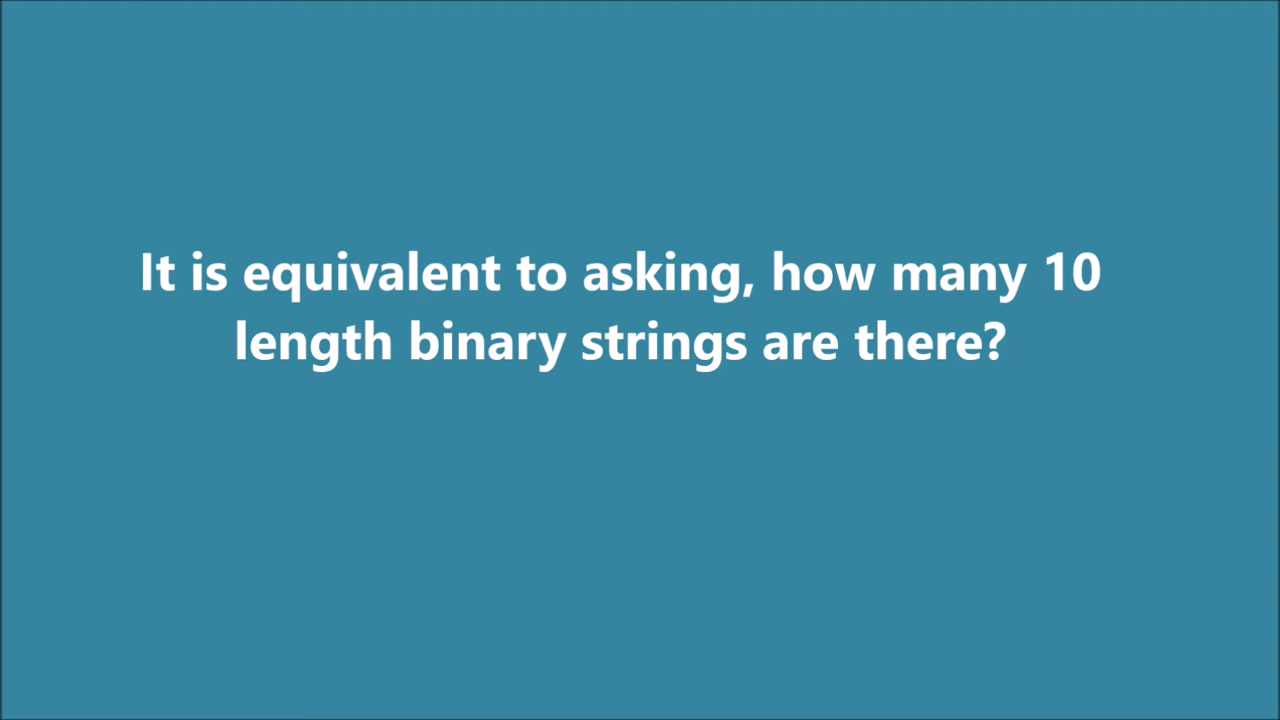 It is equivalent to asking, how many 10
length binary strings are there?